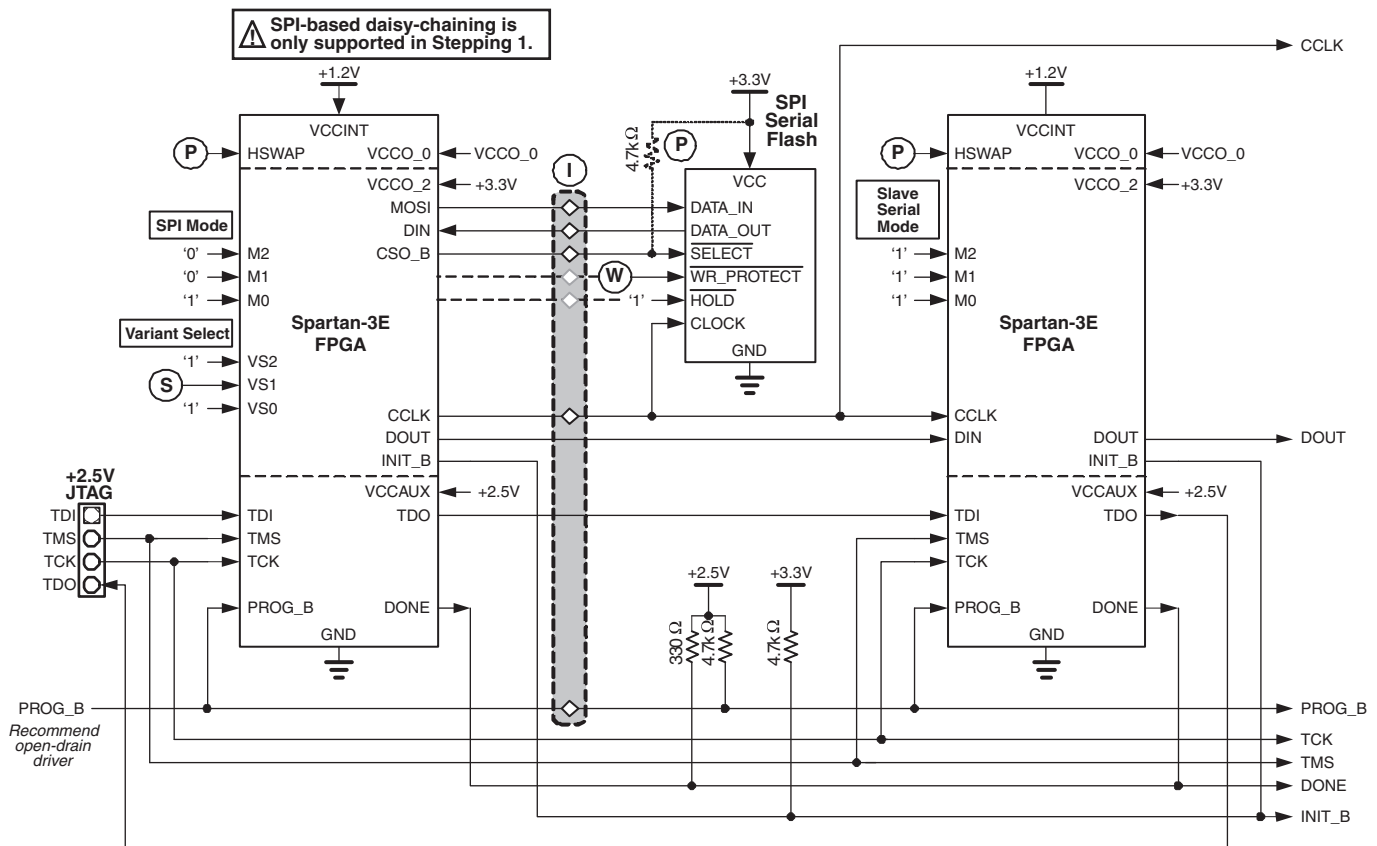 SPI-based daisy-chaining is
only supported in Stepping 1.
CCLK
+1.2V
+3.3V
+1.2V
SPI
Serial
Flash
VCCINT
P
HSWAP
VCCO_0
VCCO_0
I
4.7kΩ
P
VCC
VCCINT
P
HSWAP
VCCO_0
VCCO_0
VCCO_2
+3.3V
VCCO_2
+3.3V
MOSI
DATA_IN
Slave
Serial
Mode
SPI Mode
DIN
DATA_OUT
'0'
M2
CSO_B
SELECT
'1'
M2
'0'
M1
W
WR_PROTECT
'1'
M1
'1'
M0
'1'
HOLD
'1'
M0
Spartan-3E
FPGA
CLOCK
Spartan-3E
FPGA
Variant Select
GND
'1'
VS2
S
VS1
'1'
VS0
CCLK
CCLK
DOUT
DIN
DOUT
DOUT
INIT_B
INIT_B
+2.5V
JTAG
VCCAUX
+2.5V
VCCAUX
+2.5V
TDI
TDI
TDO
TDI
TDO
TMS
TMS
TMS
TCK
TCK
TCK
TDO
+2.5V
+3.3V
PROG_B
DONE
PROG_B
DONE
GND
330 Ω
4.7k Ω
4.7k Ω
GND
PROG_B
PROG_B
Recommend
open-drain
driver
TCK
TMS
DONE
INIT_B